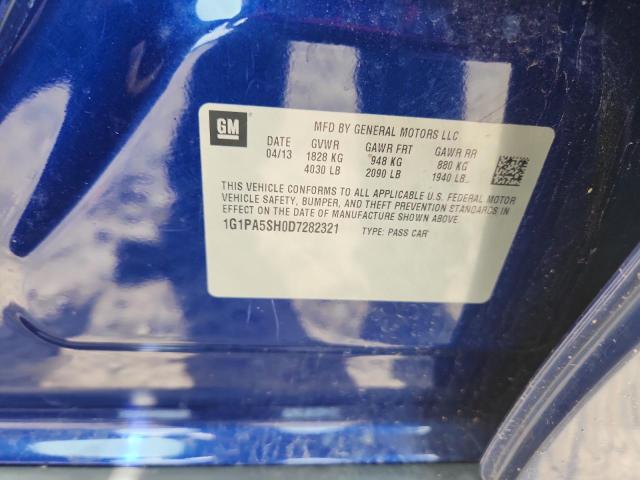 GM
MFD BY GENERAL MOTORS LLC
DATE GVWR GAWR FRT GAWR RR
04/13 1828 KG 948 KG 880 KG
4030 LB 2090 LB 1940 LB
THIS VEHICLE CONFORMS TO ALL APPLICABLE U.S. FEDERAL MOTOR
VEHICLE SAFETY, BUMPER, AND THEFT PREVENTION STANDARDS IN
EFFECT ON THE DATE OF MANUFACTURE SHOWN ABOVE.
1G1PA5SH0D7282321 TYPE: PASS CAR